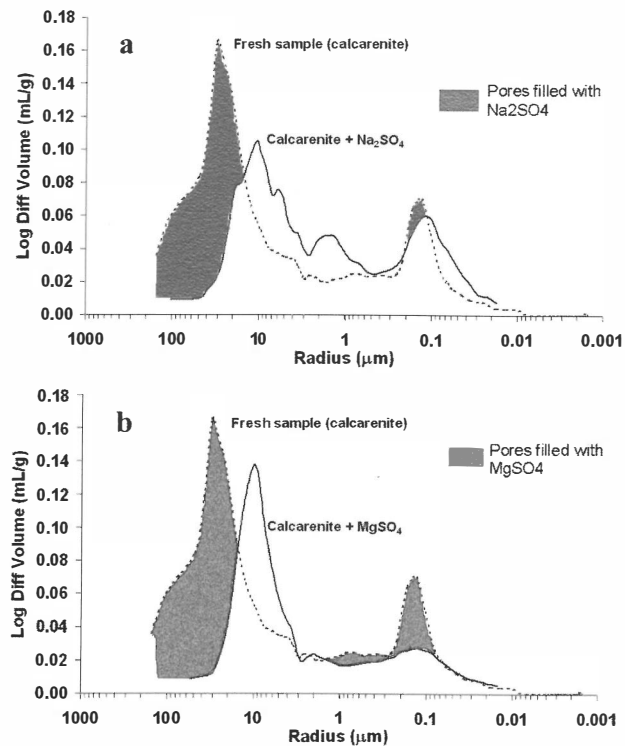 a
Log Diff Volume (mL/g)
0.18
0.16
0.14
0.12
0.10
0.08
0.06
0.04
0.02
0.00
Fresh sample (calcarenite)
Calcarenite + Na2SO4
Pores filled with
Na2SO4
1000 100 10 1 0.1 0.01 0.001
Radius (µm)
b
Log Diff Volume (mL/g)
0.18
0.16
0.14
0.12
0.10
0.08
0.06
0.04
0.02
0.00
Fresh sample (calcarenite)
Calcarenite + MgSO4
Pores filled with
MgSO4
1000 100 10 1 0.1 0.01 0.001
Radius (µm)